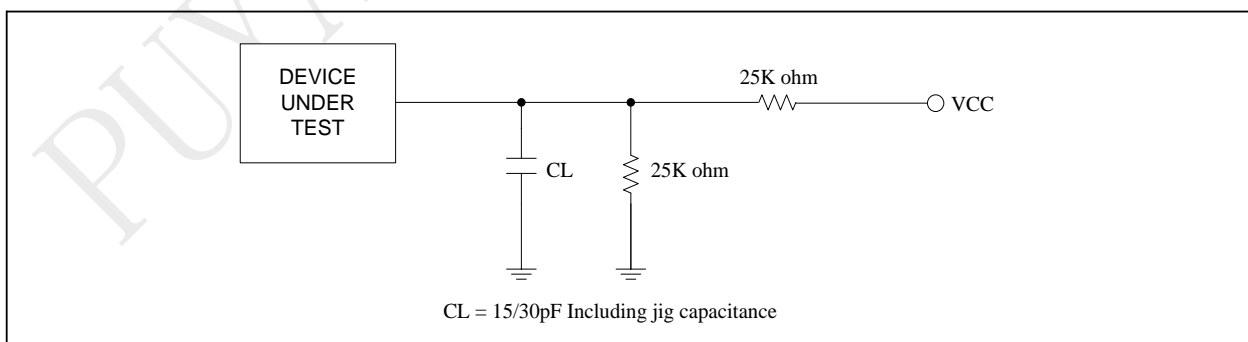 DEVICE
UNDER
TEST
25K ohm
VCC
CL
25K ohm
CL = 15/30pF Including jig capacitance